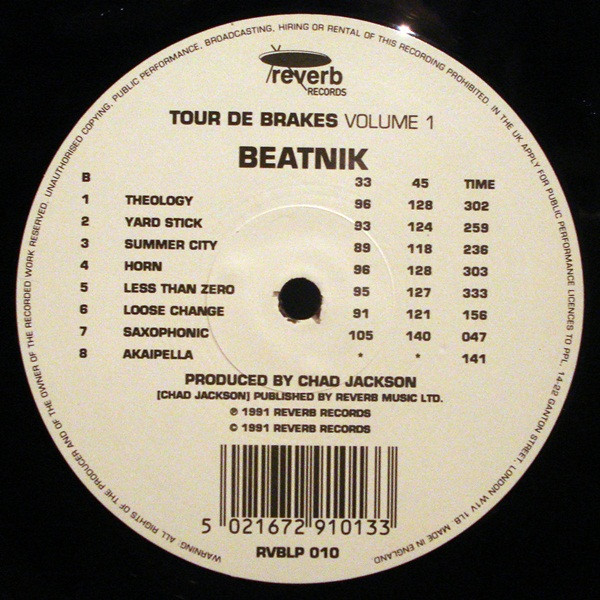 reverb
RECORDS
TOUR DE BRAKES VOLUME 1
BEATNIK
B 33 45 TIME
1 THEOLOGY 96 128 302
2 YARD STICK 93 124 259
3 SUMMER CITY 89 118 236
4 HORN 96 128 303
5 LESS THAN ZERO 95 127 333
6 LOOSE CHANGE 91 121 156
7 SAXOPHONIC 105 140 047
8 AKAIPELLA * * 141
PRODUCED BY CHAD JACKSON
[CHAD JACKSON] PUBLISHED BY REVERB MUSIC LTD.
℗ 1991 REVERB RECORDS
© 1991 REVERB RECORDS
5 021672 910133
RVBLP 010
WARNING: ALL RIGHTS OF THE PRODUCER AND OF THE OWNER OF THE RECORDED WORK RESERVED. UNAUTHORISED COPYING, PUBLIC PERFORMANCE, BROADCASTING, HIRING OR RENTAL OF THIS RECORDING PROHIBITED. IN THE UK APPLY FOR PUBLIC PERFORMANCE LICENCES TO PPL. 14-22 GANTON STREET, LONDON W1V 1LB. MADE IN ENGLAND.